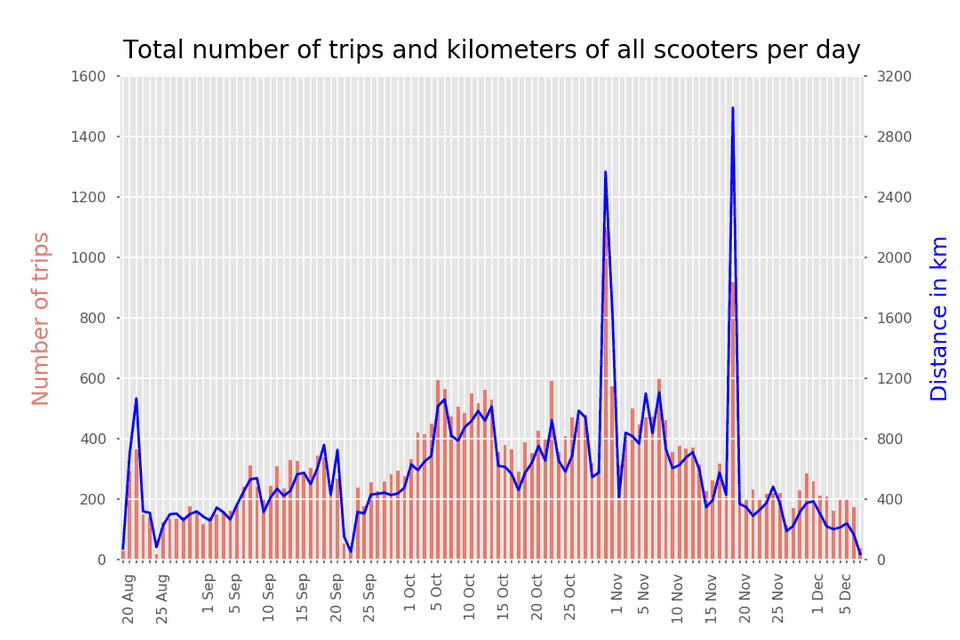 Total number of trips and kilometers of all scooters per day
Number of trips
1600
1400
1200
1000
800
600
400
200
0
3200
2800
2400
2000
1600
1200
800
400
0
Distance in km
20 Aug
25 Aug
1 Sep
5 Sep
10 Sep
15 Sep
20 Sep
25 Sep
1 Oct
5 Oct
10 Oct
15 Oct
20 Oct
25 Oct
1 Nov
5 Nov
10 Nov
15 Nov
20 Nov
25 Nov
1 Dec
5 Dec